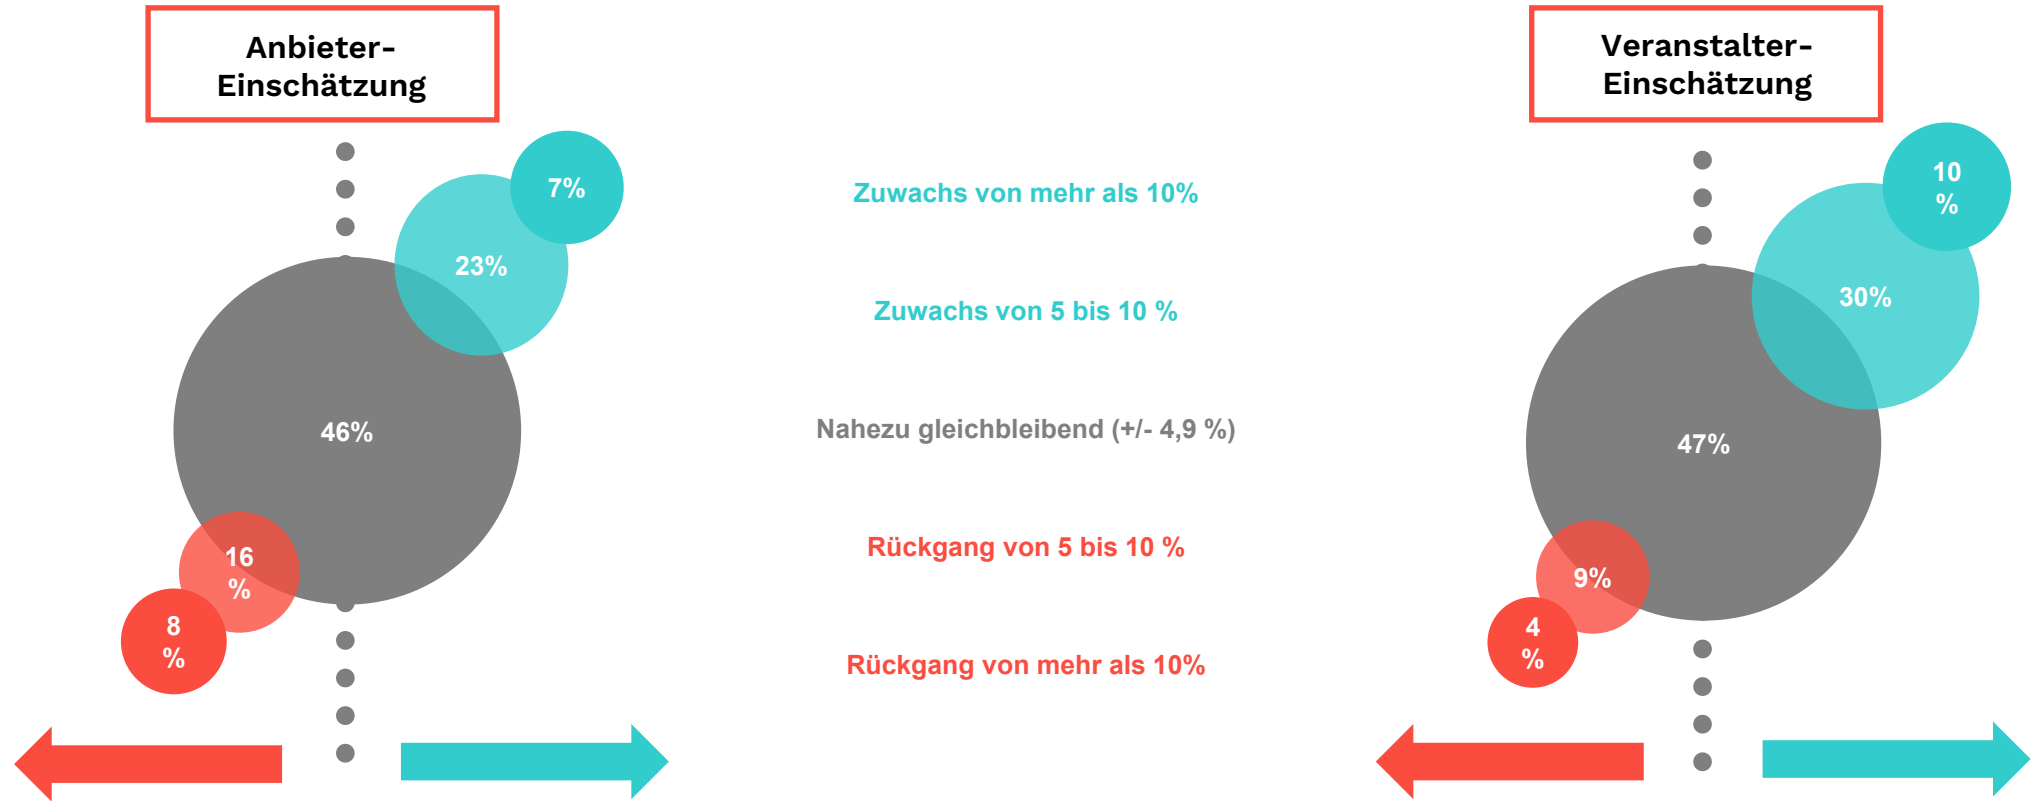 Anbieter-
Einschätzung
7%
23%
46%
16
%
8
%
Zuwachs von mehr als 10%
Zuwachs von 5 bis 10 %
Nahezu gleichbleibend (+/- 4,9 %)
Rückgang von 5 bis 10 %
Rückgang von mehr als 10%
Veranstalter-
Einschätzung
10
%
30%
47%
9%
4
%